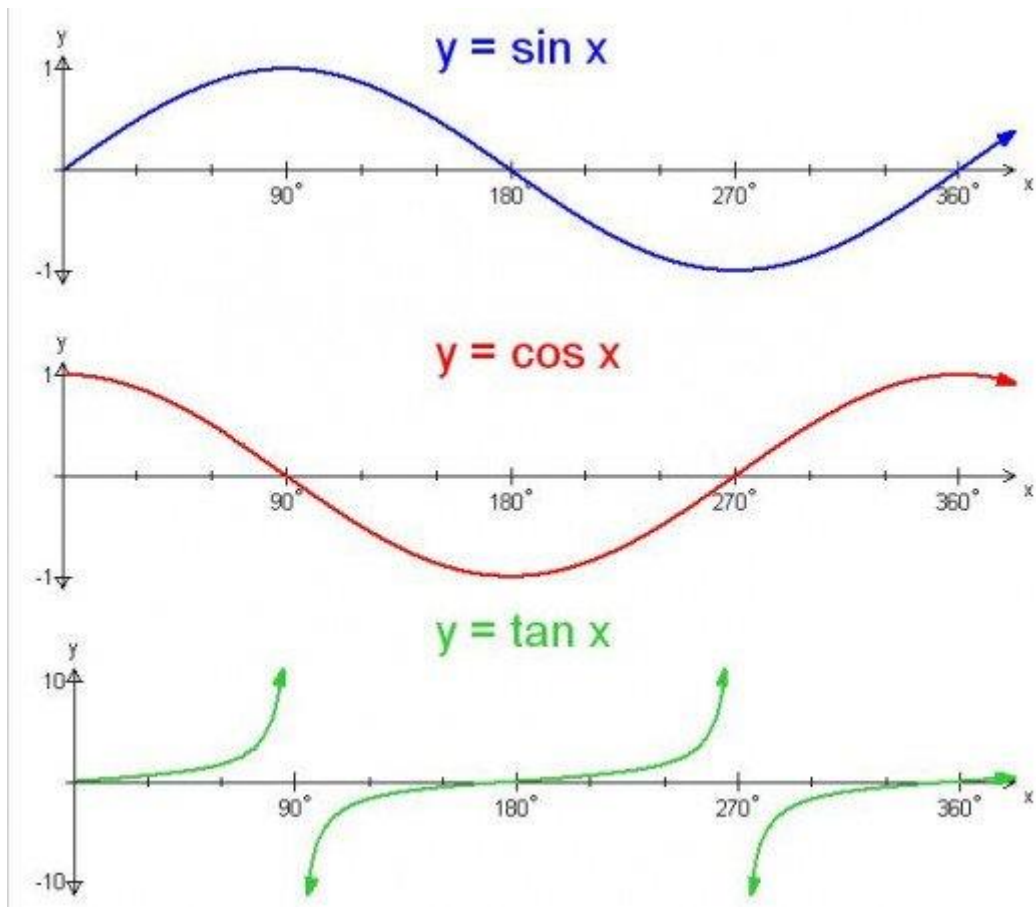 y = sin x
y
1
90° 180° 270° 360° x
-1
y = cos x
y
1
90° 180° 270° 360° x
-1
y = tan x
y
10
90° 180° 270° 360° x
-10